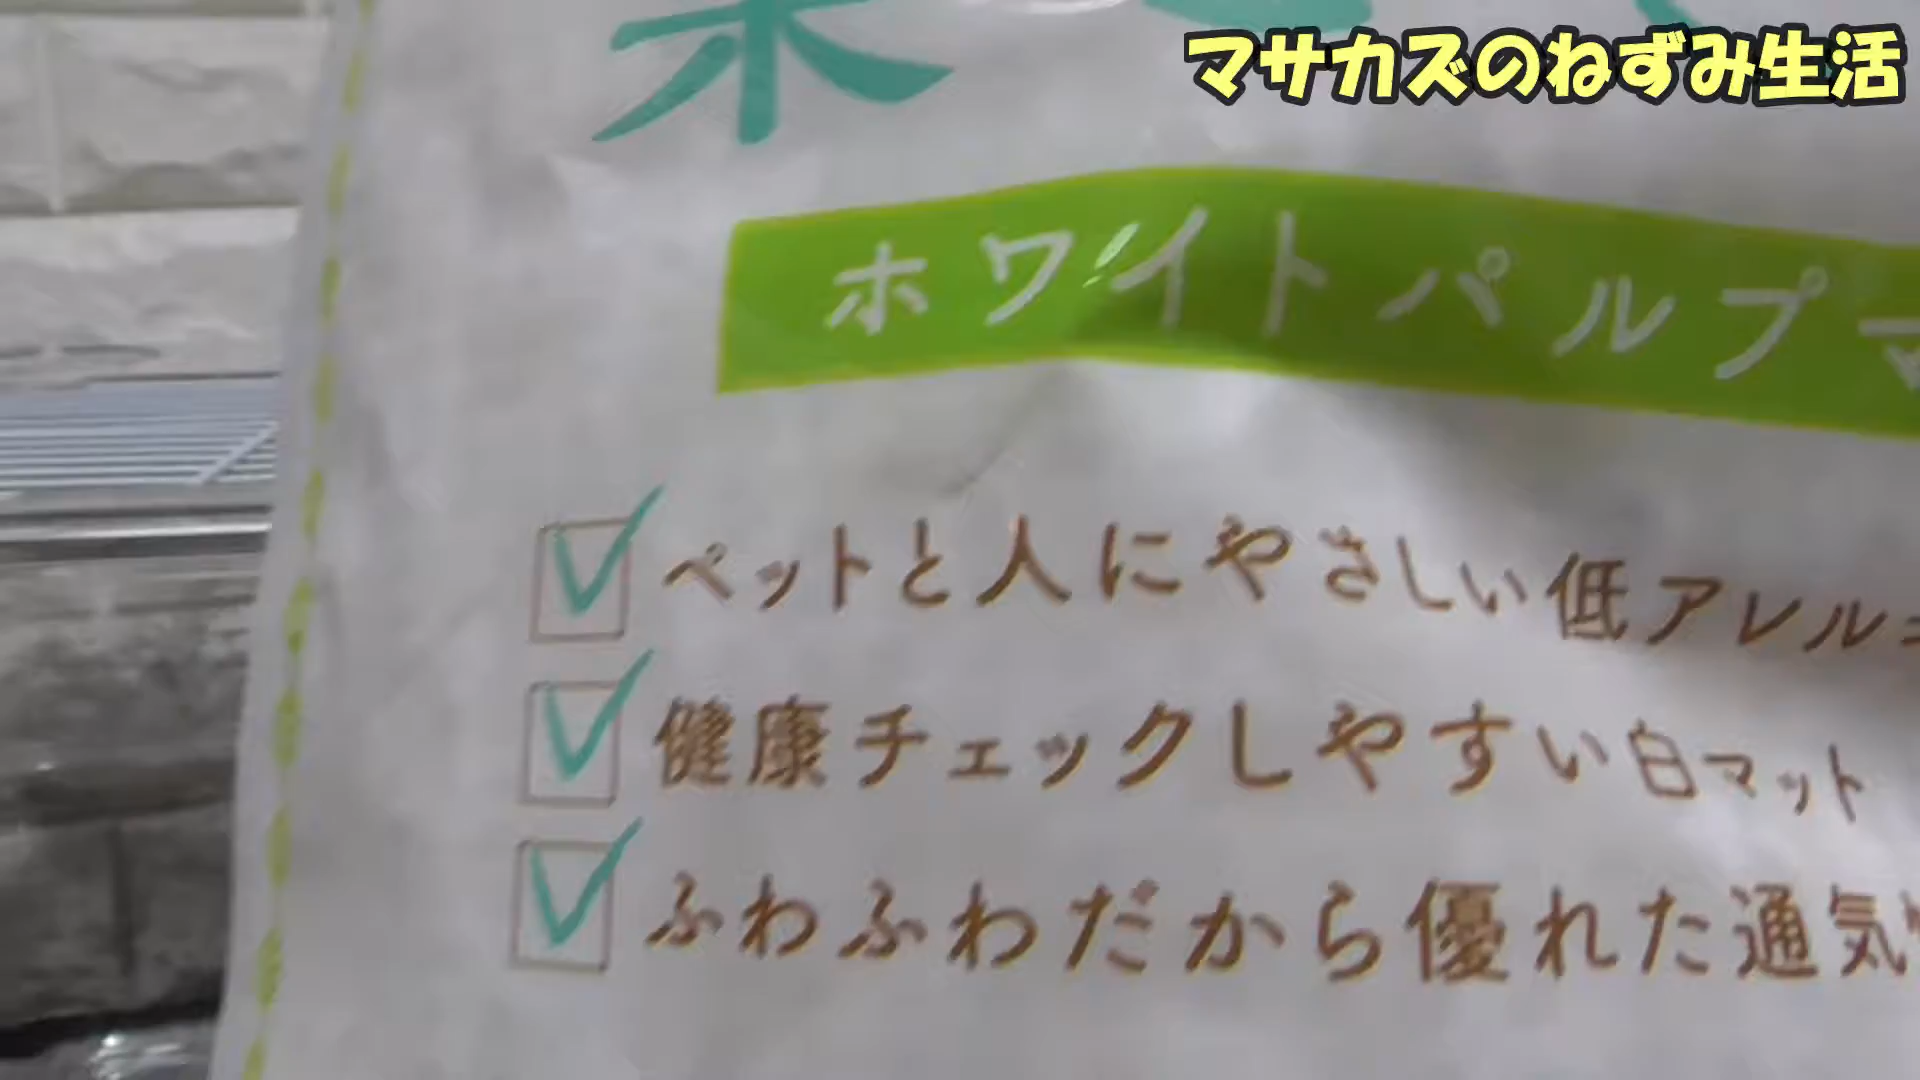 マサカズのねずみ生活
ホワイトパルプ
ペットと人にやさしい低アレル
健康チェックしやすい白マット
ふわふわだから優れた通気